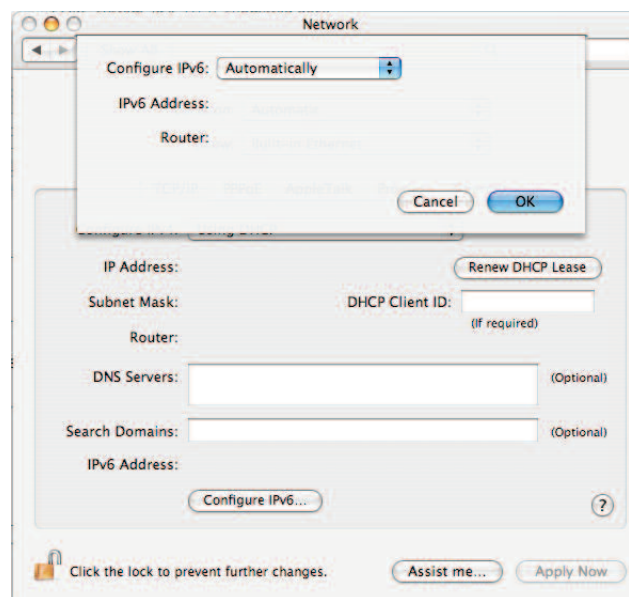 Network
Configure IPv6: Automatically
IPv6 Address:
Router:
Cancel OK
IP Address: Renew DHCP Lease
Subnet Mask: DHCP Client ID:
(If required)
Router:
DNS Servers: (Optional)
Search Domains: (Optional)
IPv6 Address:
Configure IPv6...
?
Click the lock to prevent further changes. Assist me... Apply Now